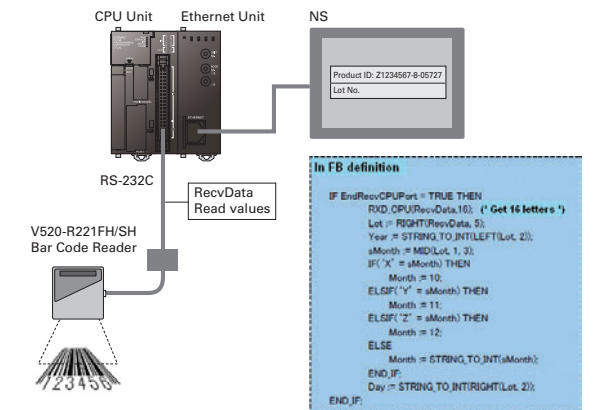 CPU Unit
Ethernet Unit
NS
Product ID: Z1234567-8-05727
Lot No.
ETHERNET
RS-232C
RecvData
Read values
V520-R221FH/SH
Bar Code Reader
123456
In FB definition
IF EndRecvCPUPort = TRUE THEN
RXD_CPU(RecvData,16); (* Get 16 letters *)
Lot := RIGHT(RecvData, 5);
Year := STRING_TO_INT(LEFT(Lot, 2));
sMonth := MID(Lot, 1, 3);
IF('X' = sMonth) THEN
Month := 10;
ELSIF('Y' = sMonth) THEN
Month := 11;
ELSIF('Z' = sMonth) THEN
Month := 12;
ELSE
Month := STRING_TO_INT(sMonth);
END_IF;
Day := STRING_TO_INT(RIGHT(Lot, 2));
END_IF;